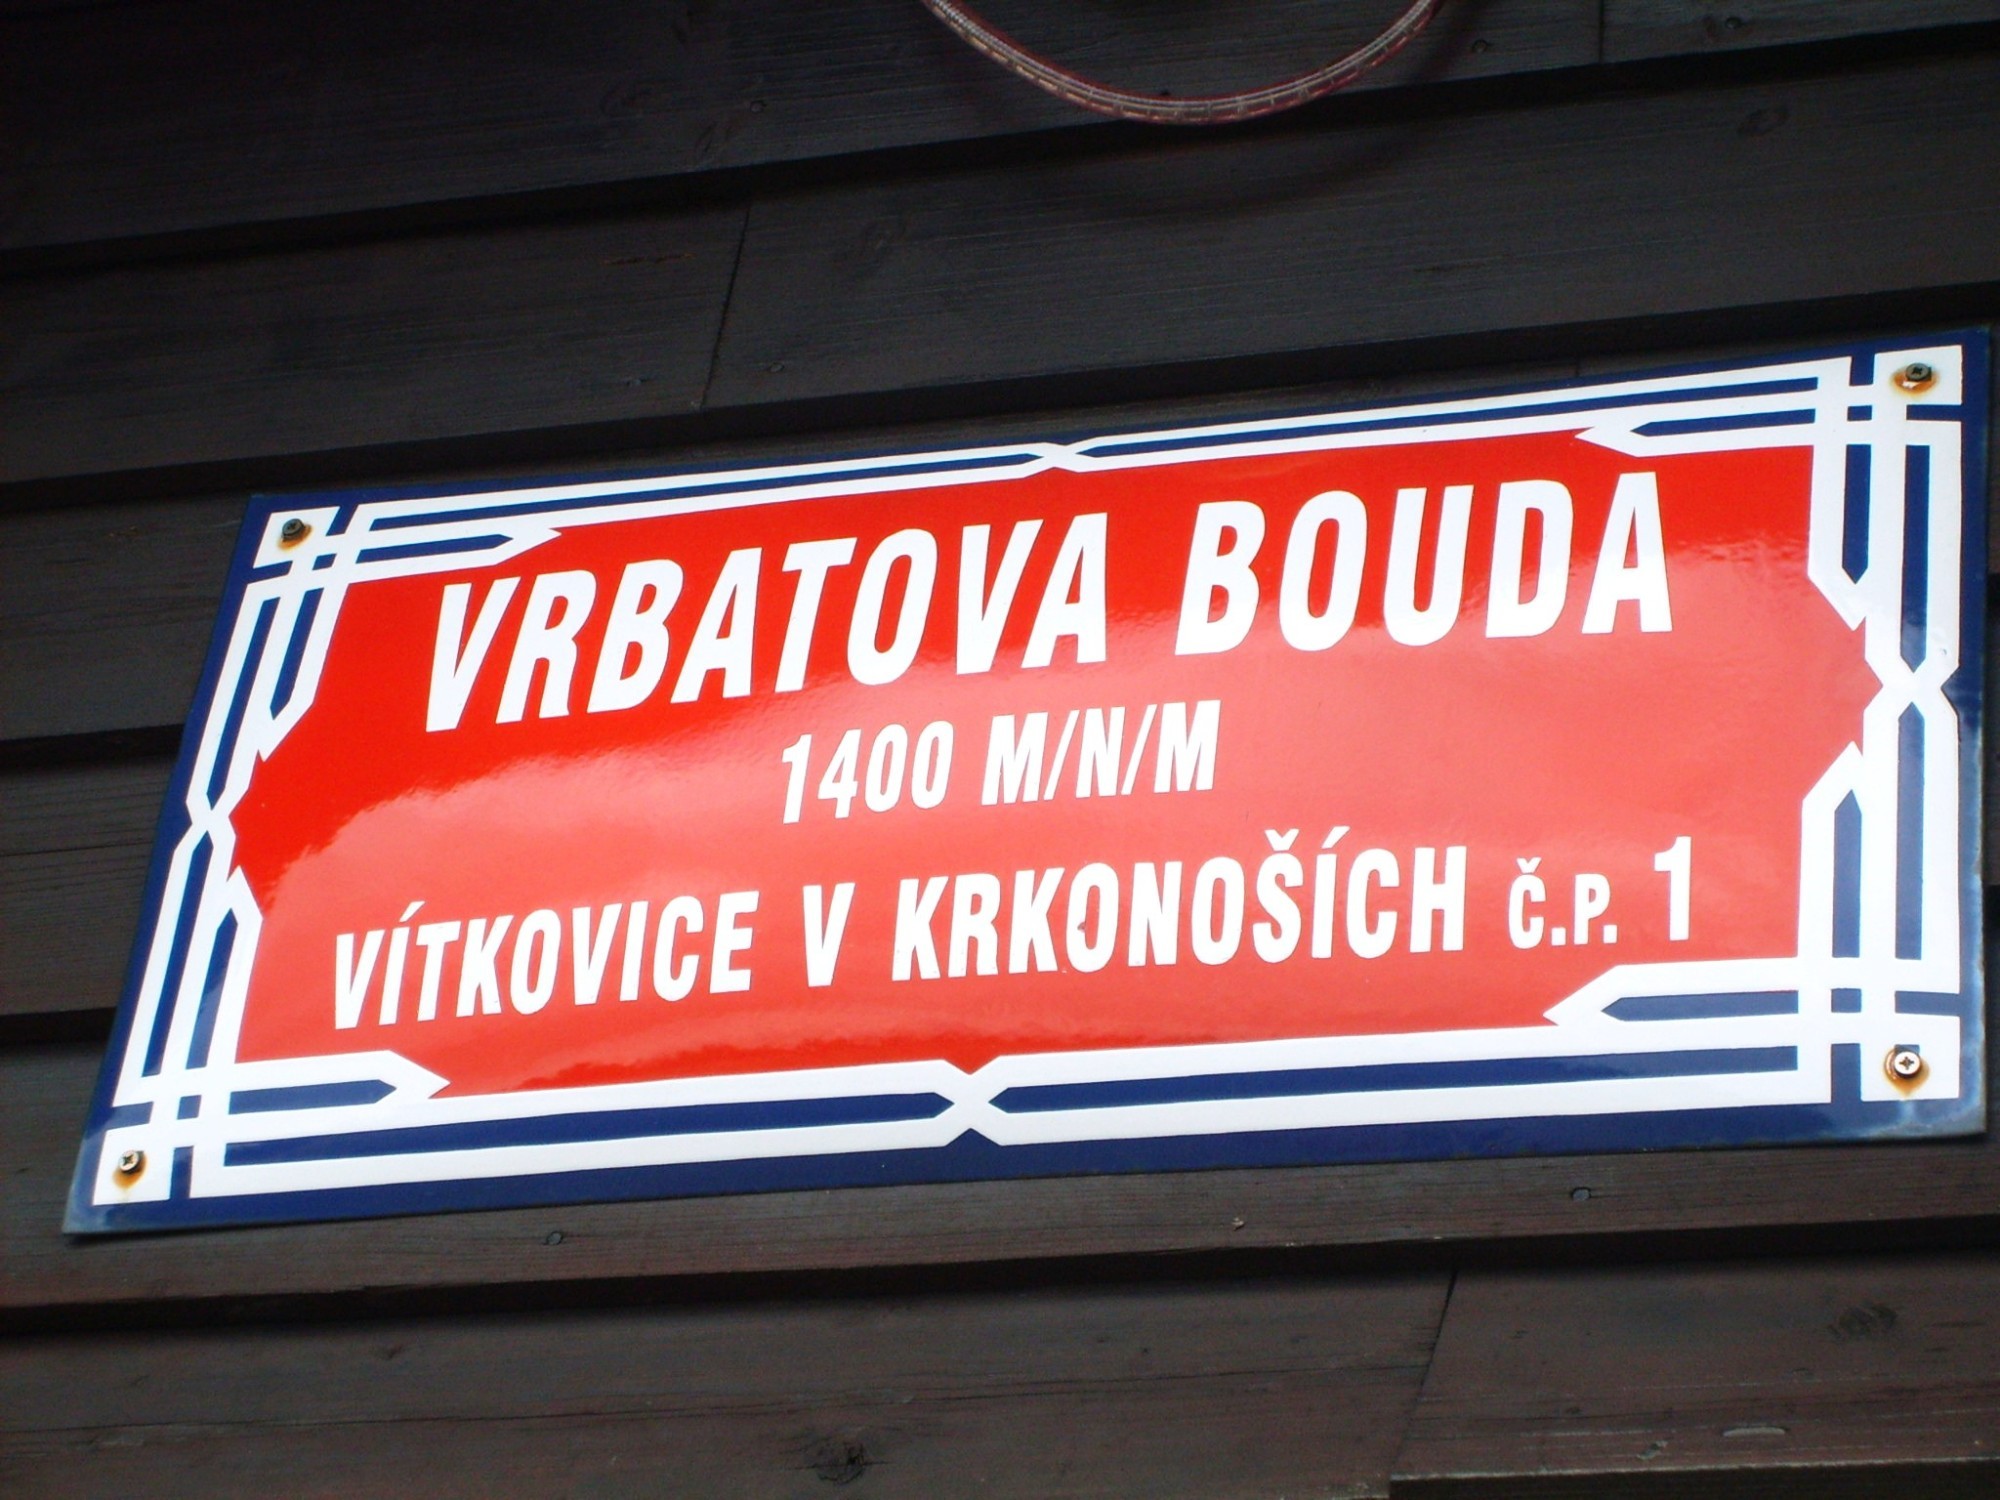 VRBATOVA BOUDA
1400 M/N/M
VÍTKOVICE V KRKONOŠÍCH Č.P. 1